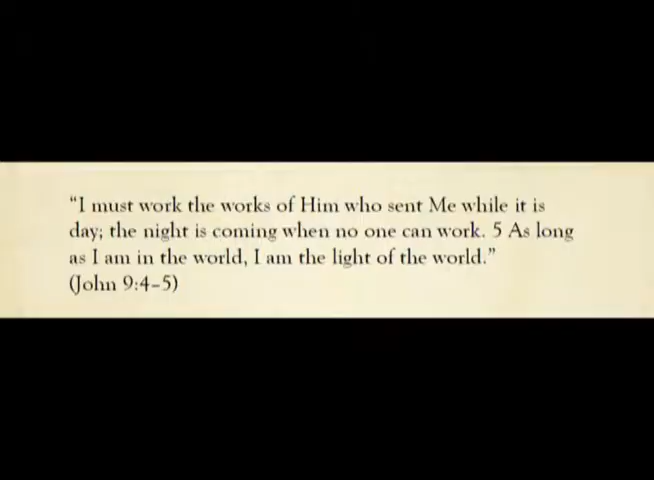 “I must work the works of Him who sent Me while it is
day; the night is coming when no one can work. 5 As long
as I am in the world, I am the light of the world.”
(John 9:4–5)